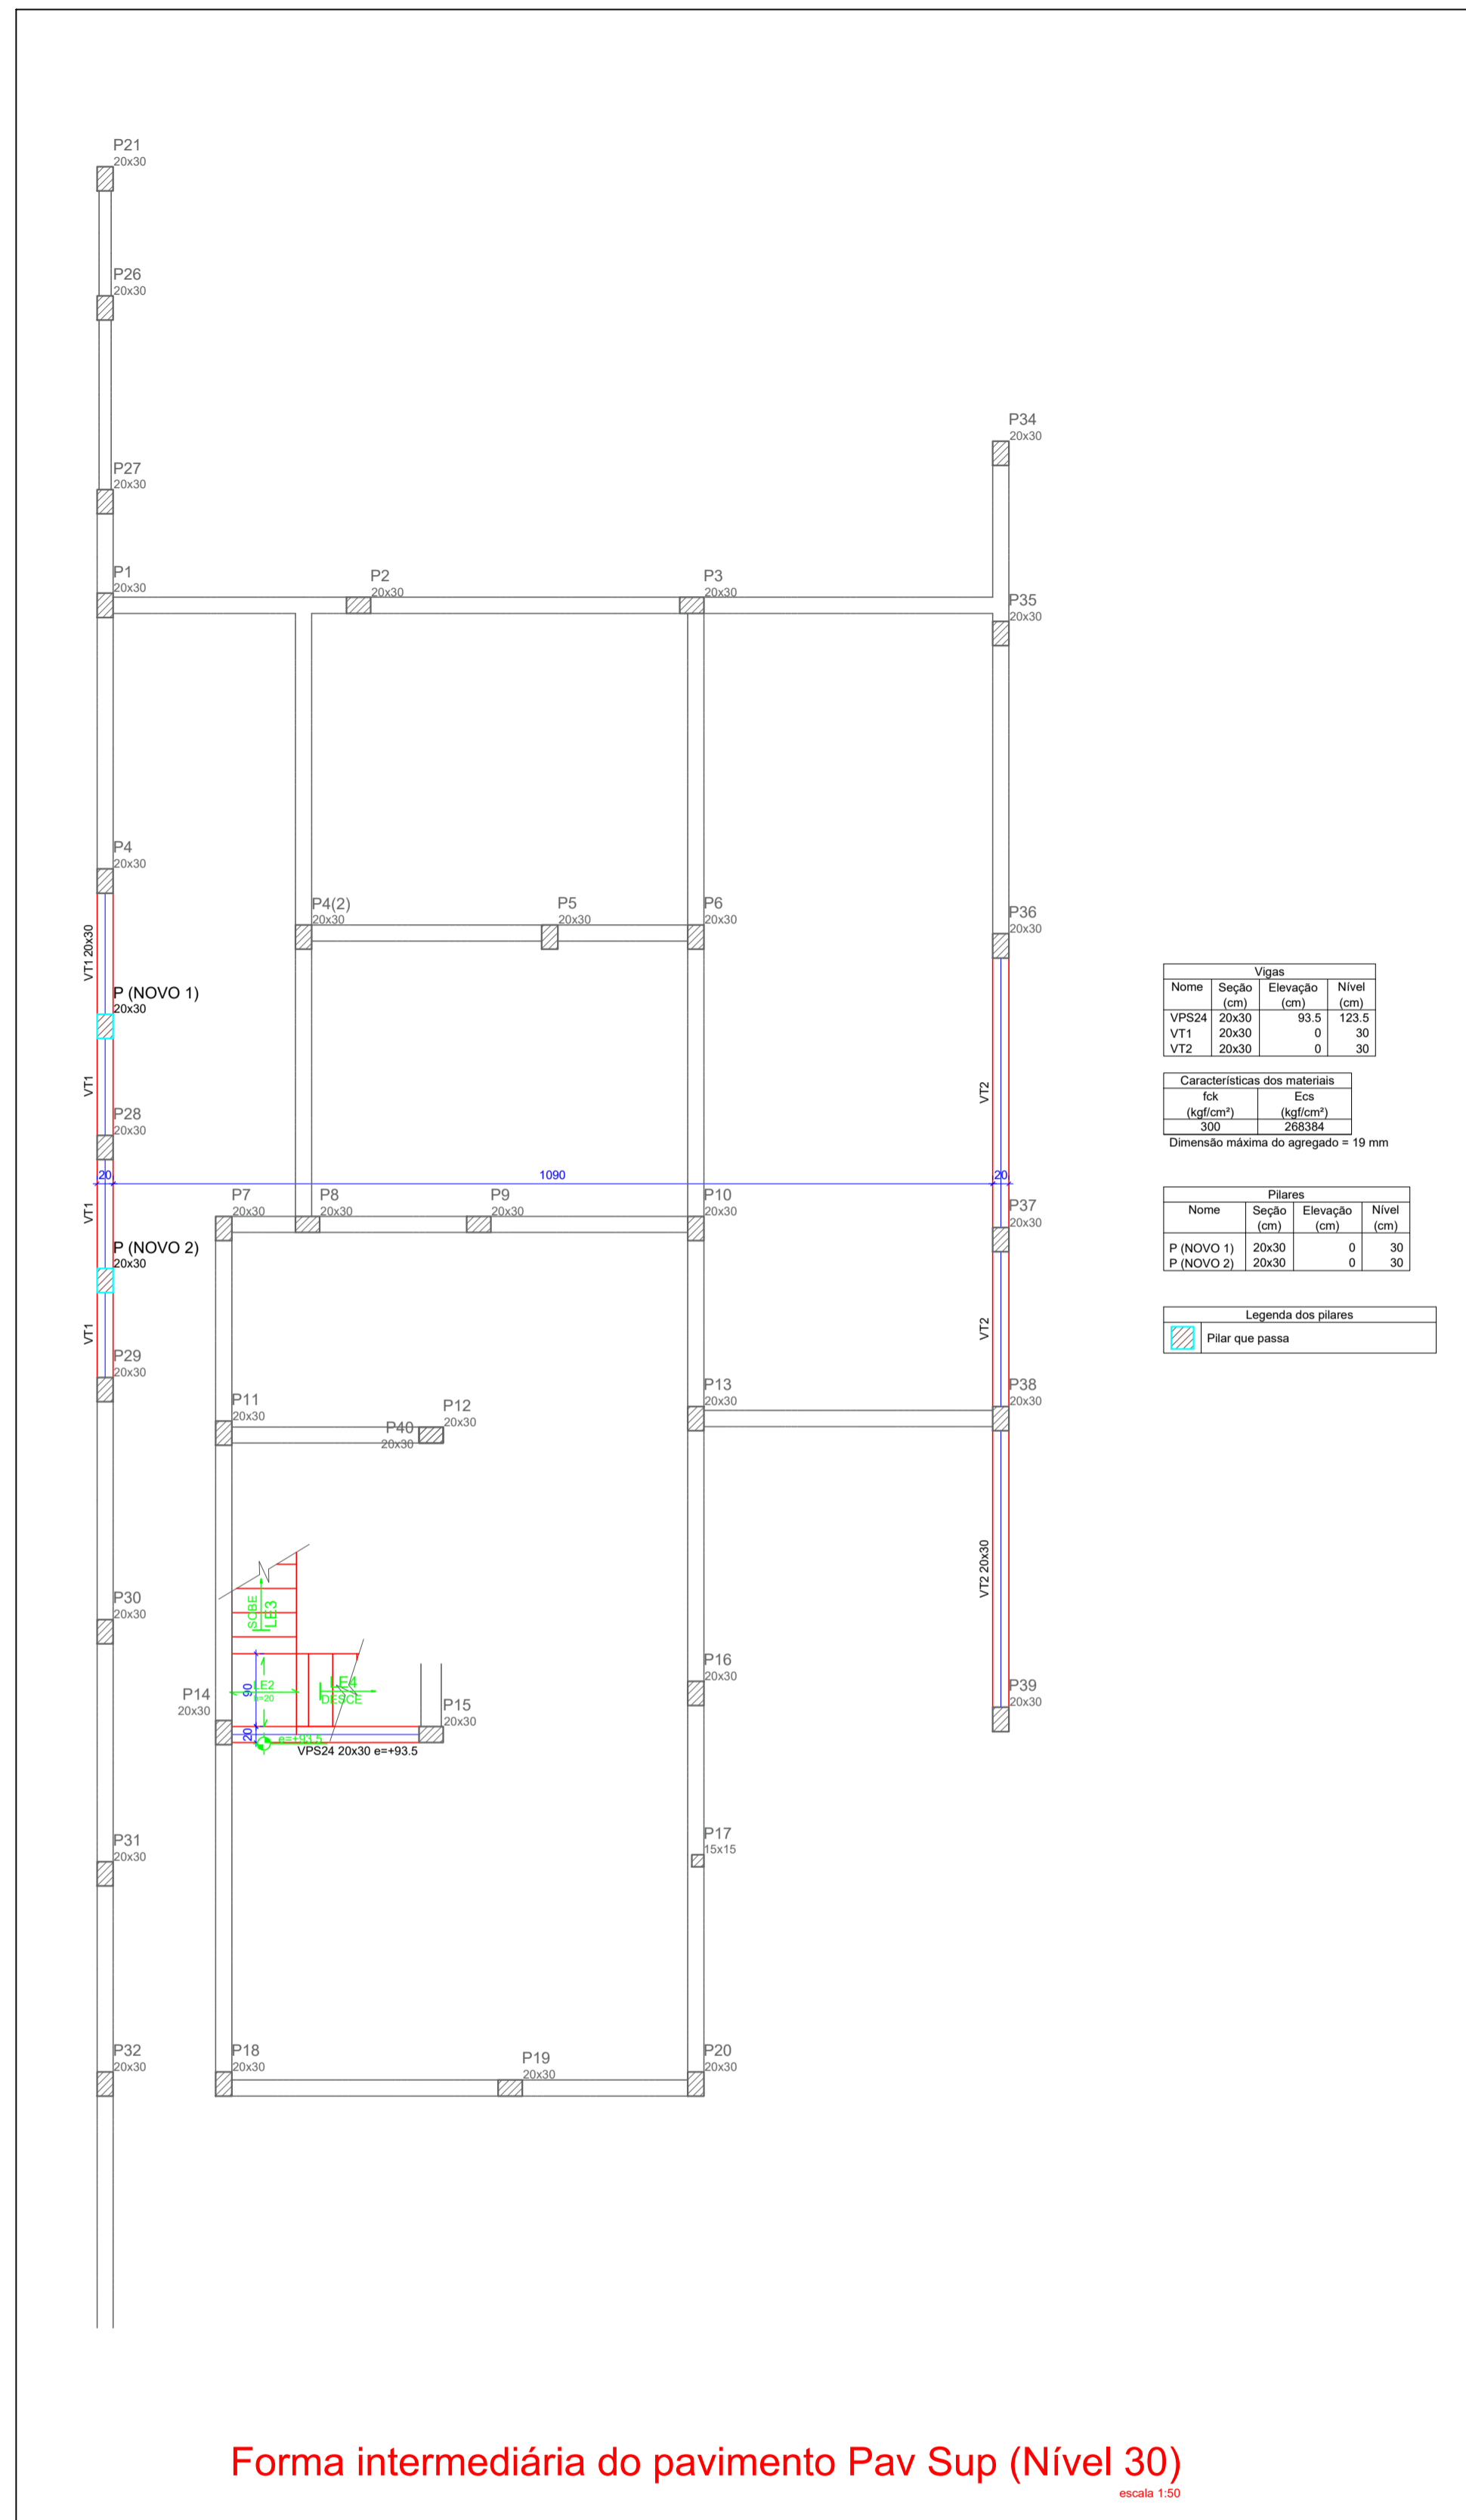 P21
20x30
P26
20x30
P34
20x30
P27
20x30
P1
20x30
P2
20x30
P3
20x30
P35
20x30
P4
20x30
P4(2)
20x30
P5
20x30
P6
20x30
P36
20x30
VT1 20x30
P (NOVO 1)
20x30
VT1
VT2
P28
20x30
20
1090
20
VT1
P7
20x30
P8
20x30
P9
20x30
P10
20x30
P37
20x30
P (NOVO 2)
20x30
VT1
VT2
P29
20x30
P11
20x30
P40
20x30
P12
20x30
P13
20x30
P38
20x30
VT2 20x30
SOBE
LE3
P30
20x30
90
LE2
h=20
LE4
DESCE
P14
20x30
P15
20x30
P16
20x30
P39
20x30
20
e=+93.5
VPS24 20x30 e=+93.5
P31
20x30
P17
15x15
P32
20x30
P18
20x30
P19
20x30
P20
20x30
Vigas
Nome Seção Elevação Nível
(cm) (cm) (cm)
VPS24 20x30 93.5 123.5
VT1 20x30 0 30
VT2 20x30 0 30
Características dos materiais
fck Ecs
(kgf/cm²) (kgf/cm²)
300 268384
Dimensão máxima do agregado = 19 mm
Pilares
Nome Seção Elevação Nível
(cm) (cm) (cm)
P (NOVO 1) 20x30 0 30
P (NOVO 2) 20x30 0 30
Legenda dos pilares
Pilar que passa
Forma intermediária do pavimento Pav Sup (Nível 30)
escala 1:50